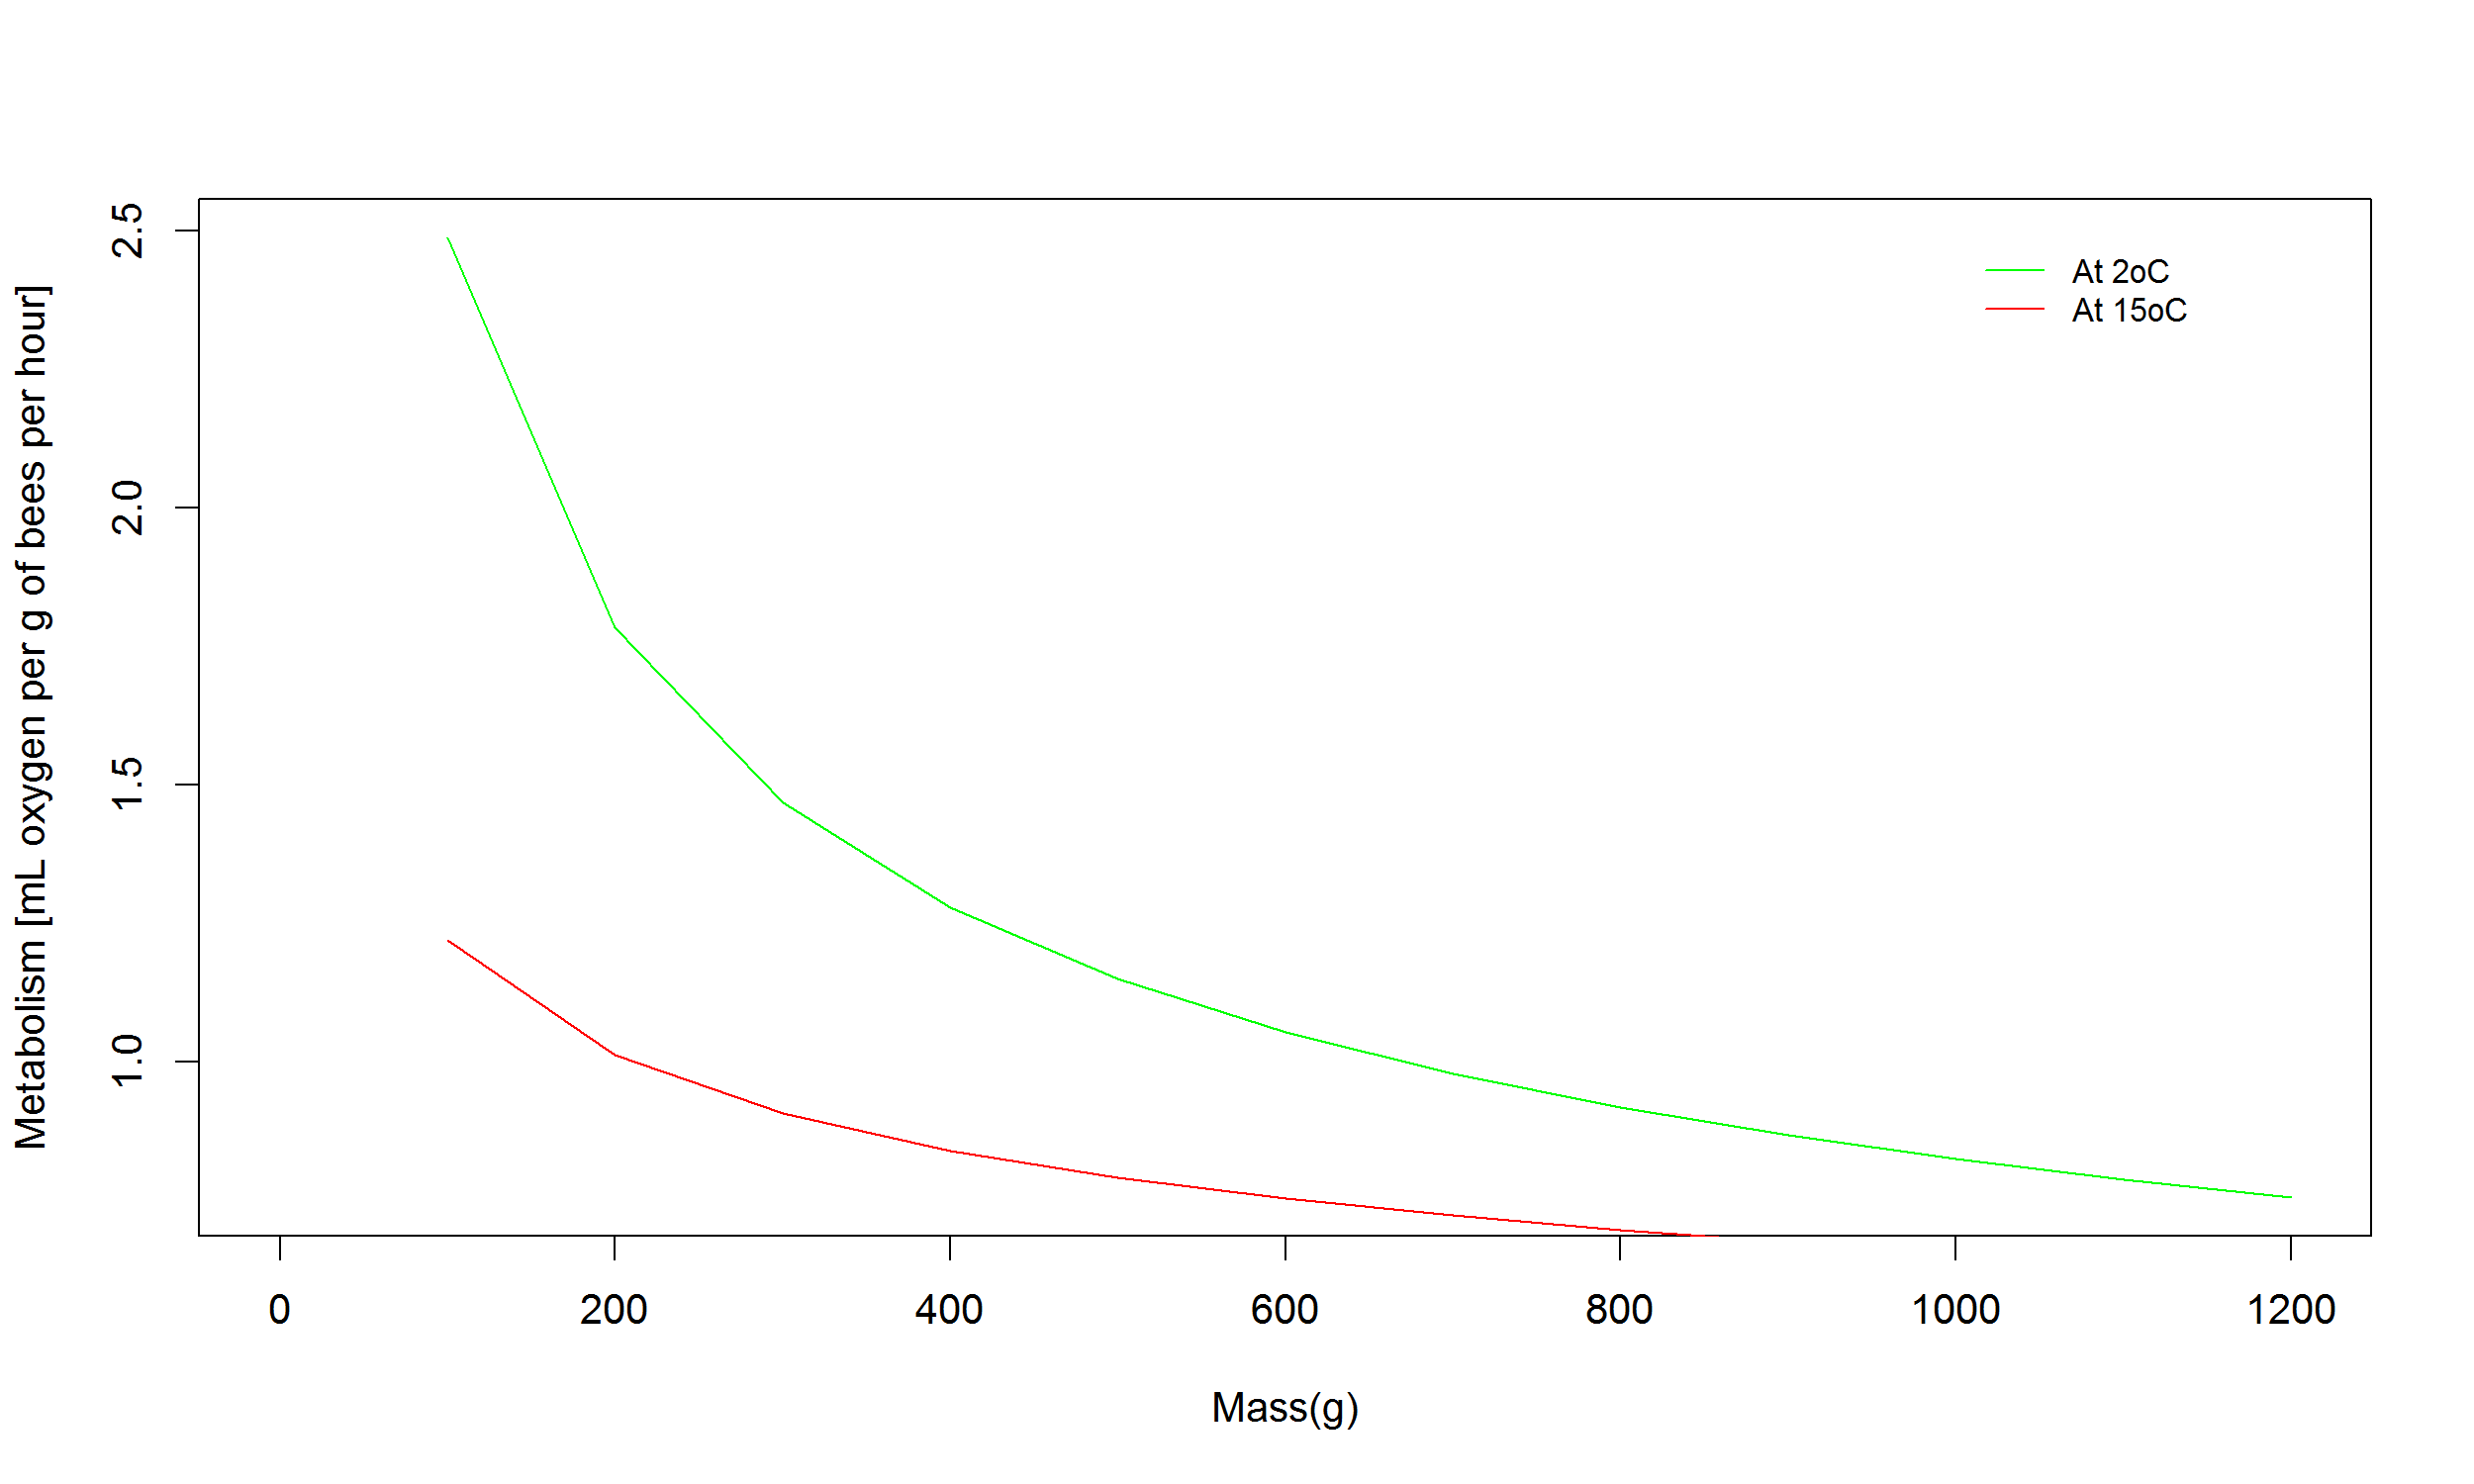 Metabolism [mL oxygen per g of bees per hour]
2.5
2.0
1.5
1.0
At 2oC
At 15oC
0 200 400 600 800 1000 1200
Mass(g)